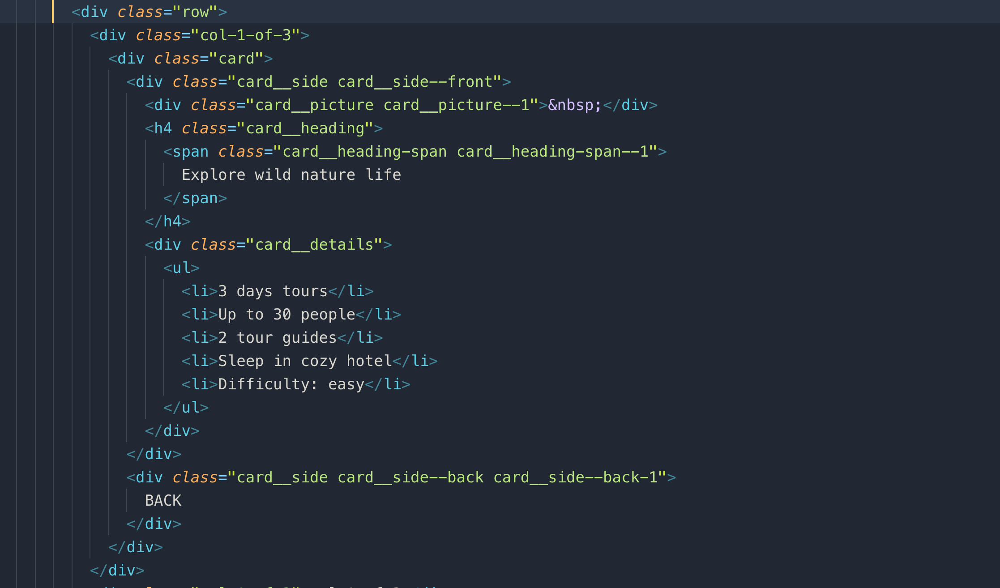 <div class="row">
<div class="col-1-of-3">
<div class="card">
<div class="card__side card__side--front">
<div class="card__picture card__picture--1">&nbsp;</div>
<h4 class="card__heading">
<span class="card__heading-span card__heading-span--1">
Explore wild nature life
</span>
</h4>
<div class="card__details">
<ul>
<li>3 days tours</li>
<li>Up to 30 people</li>
<li>2 tour guides</li>
<li>Sleep in cozy hotel</li>
<li>Difficulty: easy</li>
</ul>
</div>
</div>
<div class="card__side card__side--back card__side--back-1">
BACK
</div>
</div>
</div>